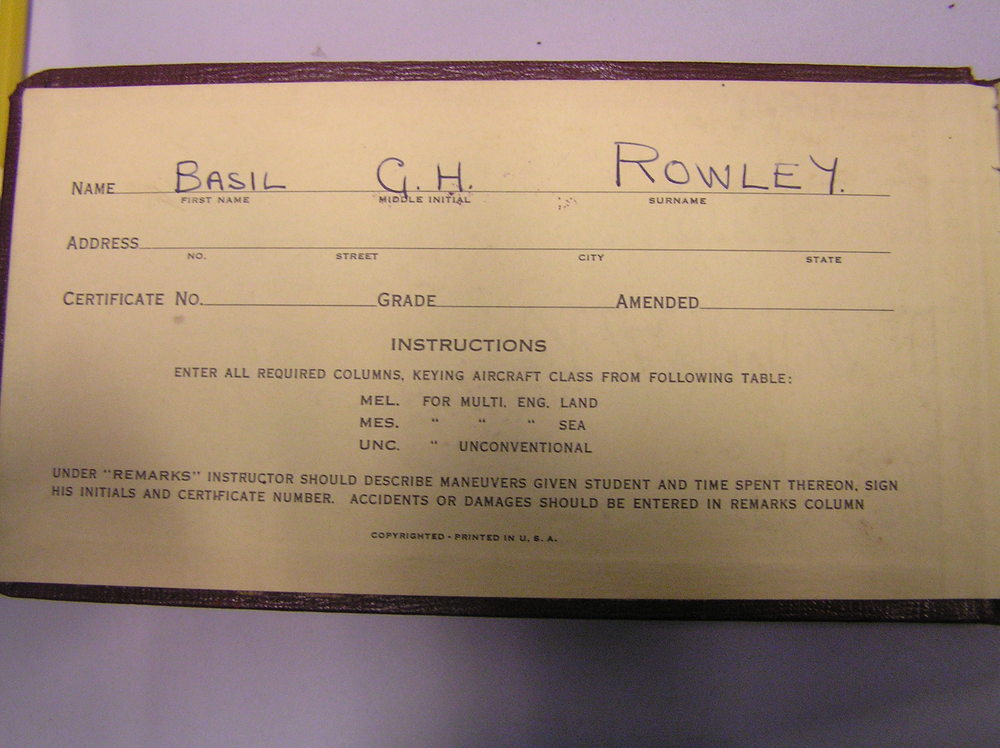 NAME BASIL G. H. ROWLEY.
FIRST NAME MIDDLE INITIAL SURNAME
ADDRESS
NO. STREET CITY STATE
CERTIFICATE NO. GRADE AMENDED
INSTRUCTIONS
ENTER ALL REQUIRED COLUMNS, KEYING AIRCRAFT CLASS FROM FOLLOWING TABLE:
MEL. FOR MULTI. ENG. LAND
MES. " " " SEA
UNC. " UNCONVENTIONAL
UNDER "REMARKS" INSTRUCTOR SHOULD DESCRIBE MANEUVERS GIVEN STUDENT AND TIME SPENT THEREON, SIGN
HIS INITIALS AND CERTIFICATE NUMBER. ACCIDENTS OR DAMAGES SHOULD BE ENTERED IN REMARKS COLUMN
COPYRIGHTED - PRINTED IN U. S. A.